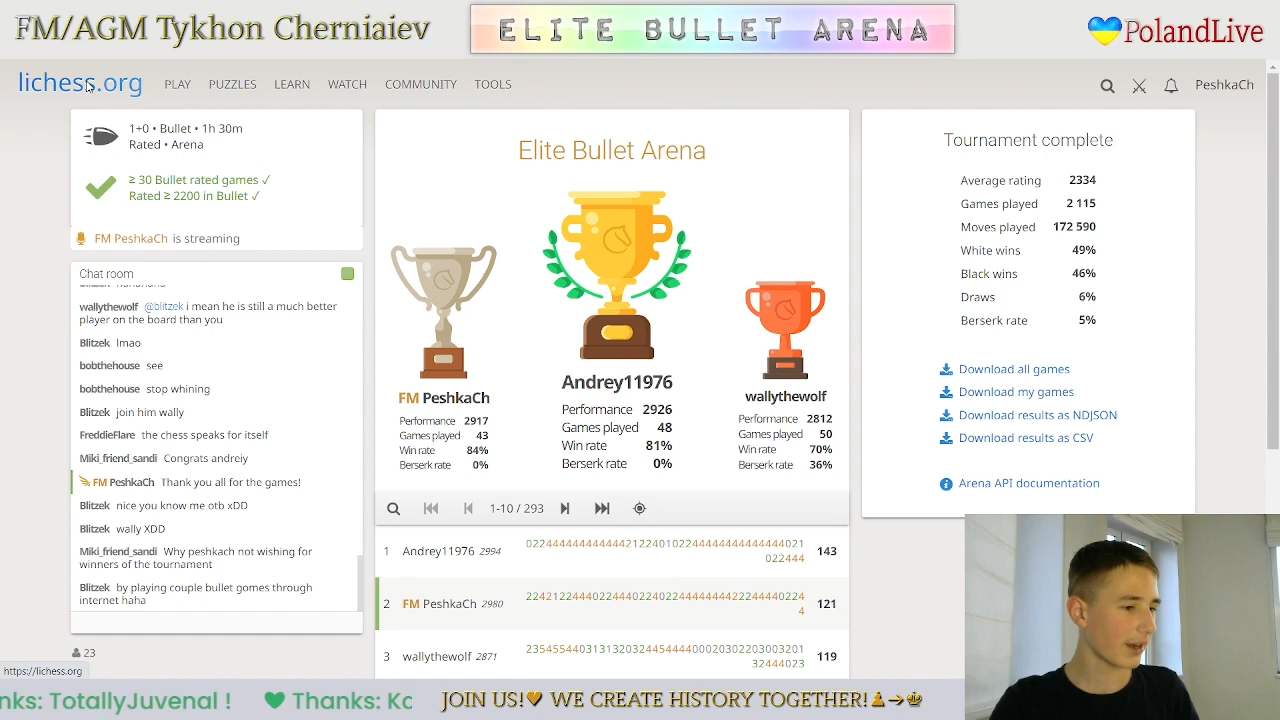 FM/AGM Tykhon Cherniaiev
ELITE BULLET ARENA
PolandLive
lichess.org
PLAY
PUZZLES
LEARN
WATCH
COMMUNITY
TOOLS
PeshkaCh
1+0 • Bullet • 1h 30m
Rated • Arena
≥ 30 Bullet rated games ✓
Rated ≥ 2200 in Bullet ✓
FM PeshkaCh is streaming
Chat room
wallythewolf @blitzek i mean he is still a much better
player on the board than you
Blitzek lmao
bobthehouse see
bobthehouse stop whining
Blitzek join him wally
FreddieFlare the chess speaks for itself
Miki_friend_sandi Congrats andreiy
FM PeshkaCh Thank you all for the games!
Blitzek nice you know me otb xDD
Blitzek wally XDD
Miki_friend_sandi Why peshkach not wishing for
winners of the tournament
Blitzek by playing couple bullet gomes through
internet haha
23
https://lichess.org
Elite Bullet Arena
FM PeshkaCh
Performance 2917
Games played 43
Win rate 84%
Berserk rate 0%
Andrey11976
Performance 2926
Games played 48
Win rate 81%
Berserk rate 0%
wallythewolf
Performance 2812
Games played 50
Win rate 70%
Berserk rate 36%
1-10 / 293
1 Andrey11976 2994
143
2 FM PeshkaCh 2980
121
3 wallythewolf 2871
119
Tournament complete
Average rating 2334
Games played 2 115
Moves played 172 590
White wins 49%
Black wins 46%
Draws 6%
Berserk rate 5%
Download all games
Download my games
Download results as NDJSON
Download results as CSV
Arena API documentation
nks: TotallyJuvenal !
Thanks: Ko
JOIN US! WE CREATE HISTORY TOGETHER!